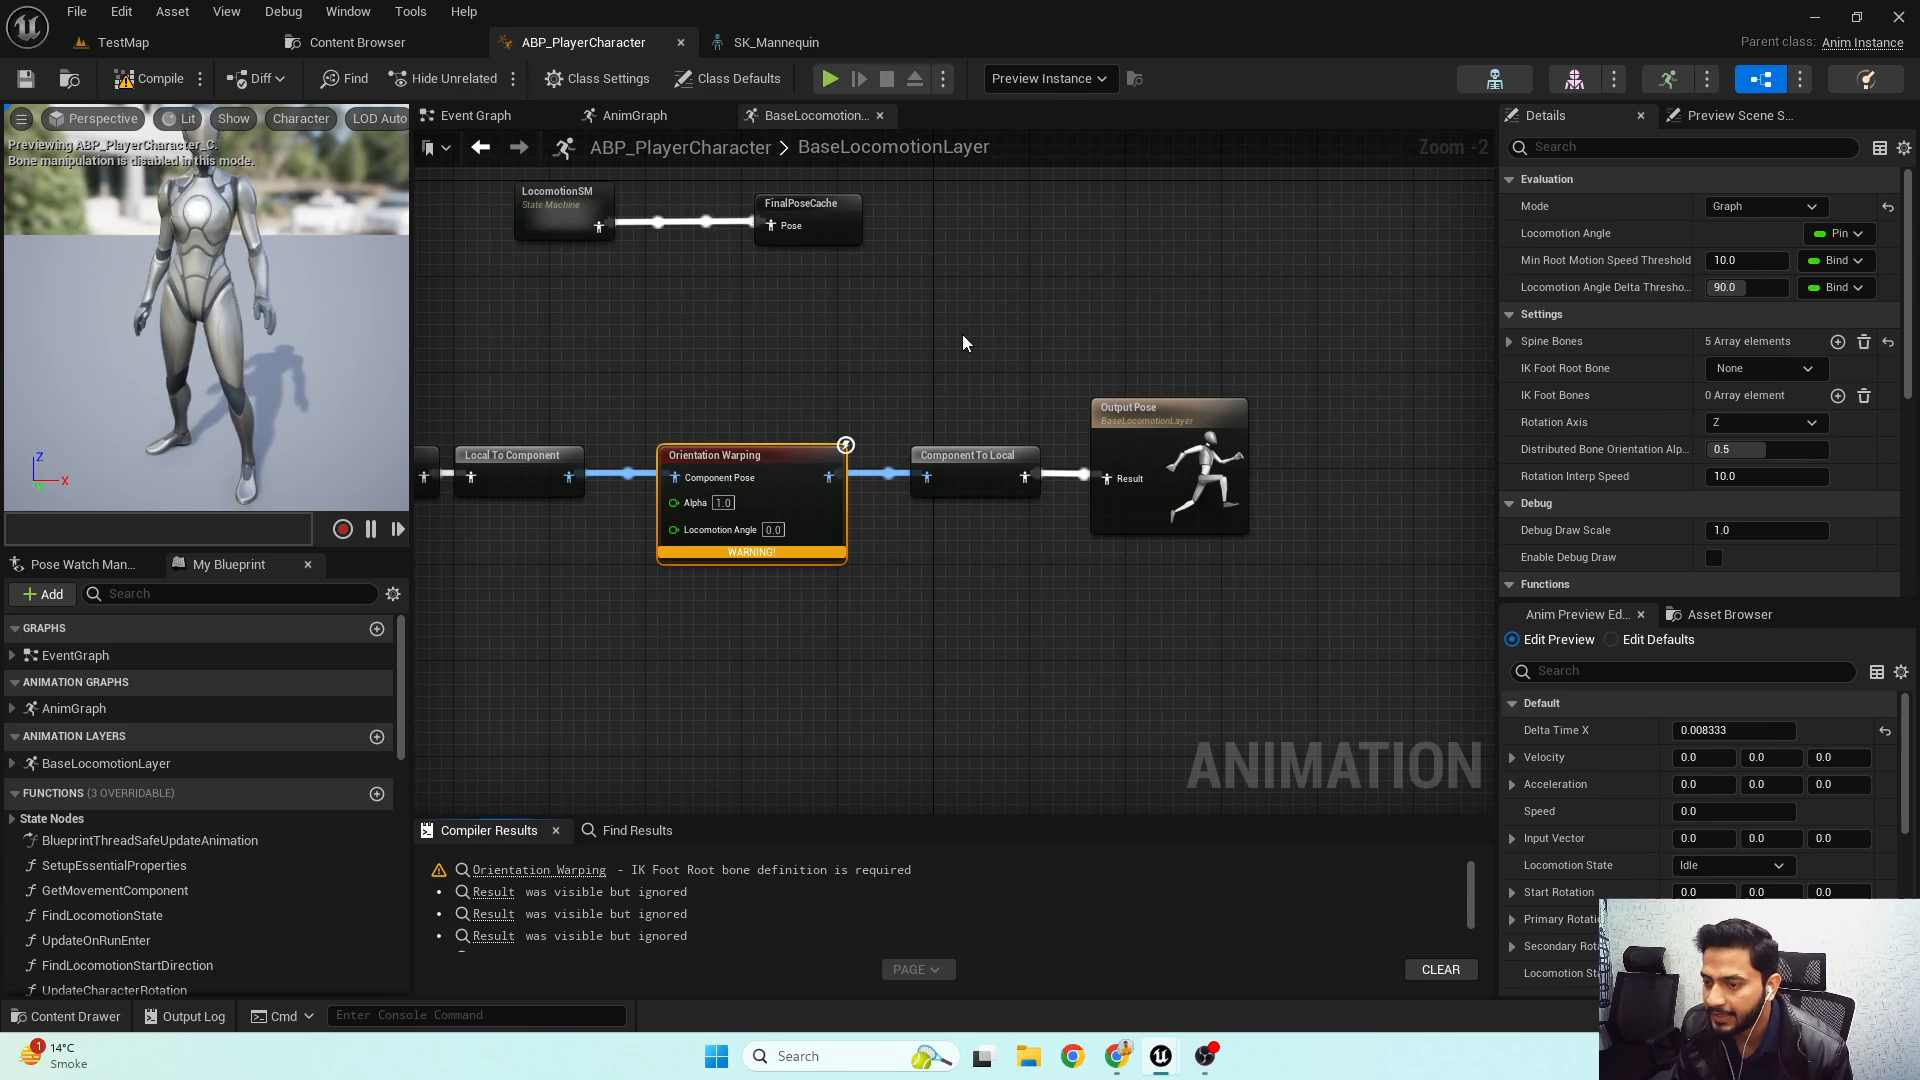 File Edit Asset View Debug Window Tools Help
TestMap Content Browser ABP_PlayerCharacter SK_Mannequin
Parent class: Anim Instance
Compile Diff Find Hide Unrelated Class Settings Class Defaults Preview Instance
Perspective Lit Show Character LOD Auto
Previewing ABP_PlayerCharacter_C.
Bone manipulation is disabled in this mode.
Z
X
Y
Event Graph AnimGraph BaseLocomotion...
ABP_PlayerCharacter > BaseLocomotionLayer
Zoom -2
LocomotionSM
State Machine
FinalPoseCache
Pose
Local To Component
Orientation Warping
Component Pose
Alpha 1.0
Locomotion Angle 0.0
WARNING!
Component To Local
Output Pose
BaseLocomotionLayer
Result
ANIMATION
Pose Watch Man... My Blueprint
Add Search
GRAPHS
EventGraph
ANIMATION GRAPHS
AnimGraph
ANIMATION LAYERS
BaseLocomotionLayer
FUNCTIONS (3 OVERRIDABLE)
State Nodes
BlueprintThreadSafeUpdateAnimation
SetupEssentialProperties
GetMovementComponent
FindLocomotionState
UpdateOnRunEnter
FindLocomotionStartDirection
UpdateCharacterRotation
Compiler Results Find Results
Orientation Warping - IK Foot Root bone definition is required
Result was visible but ignored
Result was visible but ignored
Result was visible but ignored
PAGE CLEAR
Details Preview Scene S...
Search
Evaluation
Mode Graph
Locomotion Angle Pin
Min Root Motion Speed Threshold 10.0 Bind
Locomotion Angle Delta Thresho... 90.0 Bind
Settings
Spine Bones 5 Array elements
IK Foot Root Bone None
IK Foot Bones 0 Array element
Rotation Axis Z
Distributed Bone Orientation Alp... 0.5
Rotation Interp Speed 10.0
Debug
Debug Draw Scale 1.0
Enable Debug Draw
Functions
Anim Preview Ed... Asset Browser
Edit Preview Edit Defaults
Search
Default
Delta Time X 0.008333
Velocity 0.0 0.0 0.0
Acceleration 0.0 0.0 0.0
Speed 0.0
Input Vector 0.0 0.0 0.0
Locomotion State Idle
Start Rotation 0.0 0.0 0.0
Primary Rotati
Secondary Rot
Locomotion St
Content Drawer Output Log Cmd Enter Console Command
1
14°C
Smoke
Search